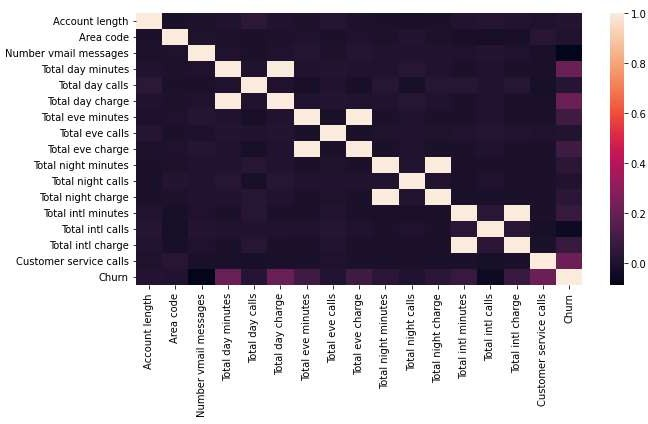 Account length
Area code
Number vmail messages
Total day minutes
Total day calls
Total day charge
Total eve minutes
Total eve calls
Total eve charge
Total night minutes
Total night calls
Total night charge
Total intl minutes
Total intl calls
Total intl charge
Customer service calls
Churn
Account length
Area code
Number vmail messages
Total day minutes
Total day calls
Total day charge
Total eve minutes
Total eve calls
Total eve charge
Total night minutes
Total night calls
Total night charge
Total intl minutes
Total intl calls
Total intl charge
Customer service calls
Churn
1.0
0.8
0.6
0.4
0.2
0.0